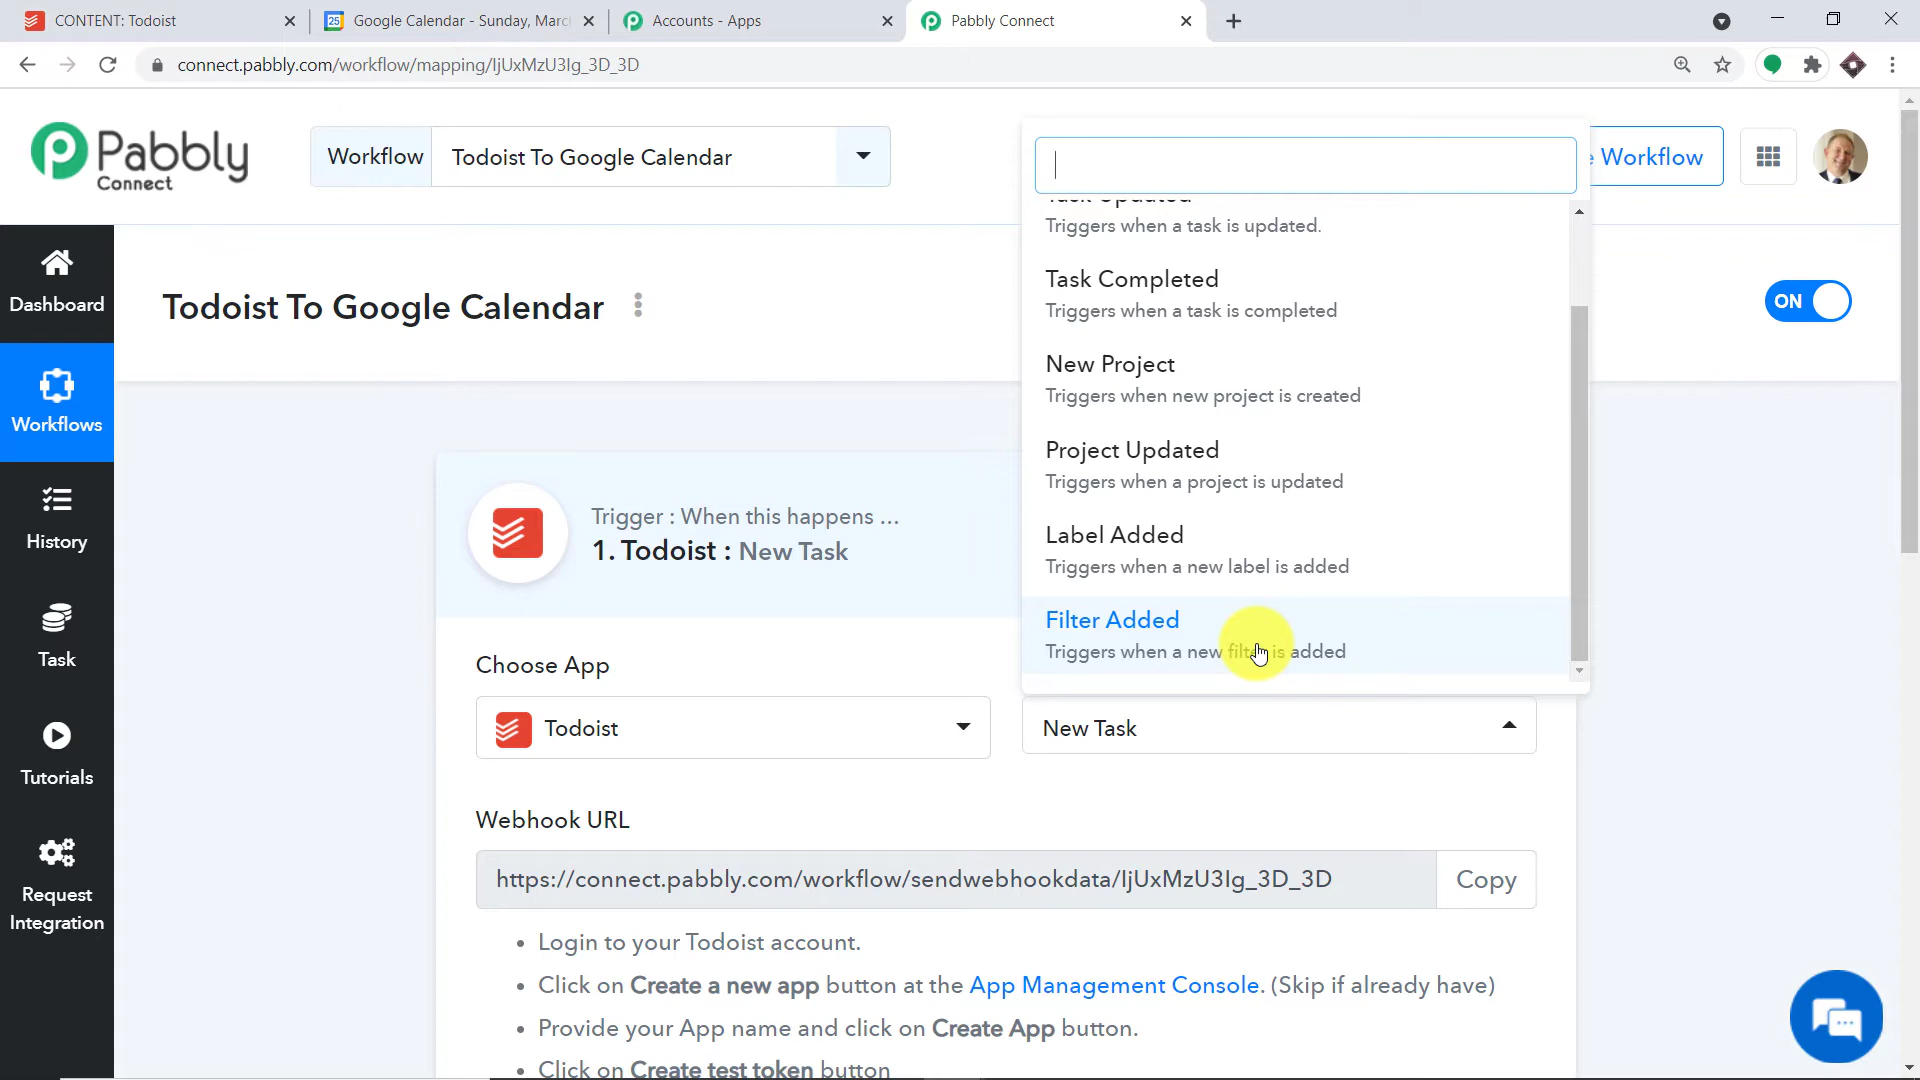 CONTENT: Todoist
Google Calendar - Sunday, Marc
Accounts - Apps
Pabbly Connect
connect.pabbly.com/workflow/mapping/IjUxMzU3Ig_3D_3D
Pabbly
Connect
Workflow
Todoist To Google Calendar
Workflow
Task Updated
Triggers when a task is updated.
Task Completed
Triggers when a task is completed
New Project
Triggers when new project is created
Project Updated
Triggers when a project is updated
Label Added
Triggers when a new label is added
Filter Added
Triggers when a new filter is added
Dashboard
Workflows
History
Task
Tutorials
Request
Integration
Todoist To Google Calendar
ON
Trigger : When this happens ...
1. Todoist : New Task
Choose App
Todoist
New Task
Webhook URL
https://connect.pabbly.com/workflow/sendwebhookdata/IjUxMzU3Ig_3D_3D
Copy
• Login to your Todoist account.
• Click on Create a new app button at the App Management Console. (Skip if already have)
• Provide your App name and click on Create App button.
• Click on Create test token button